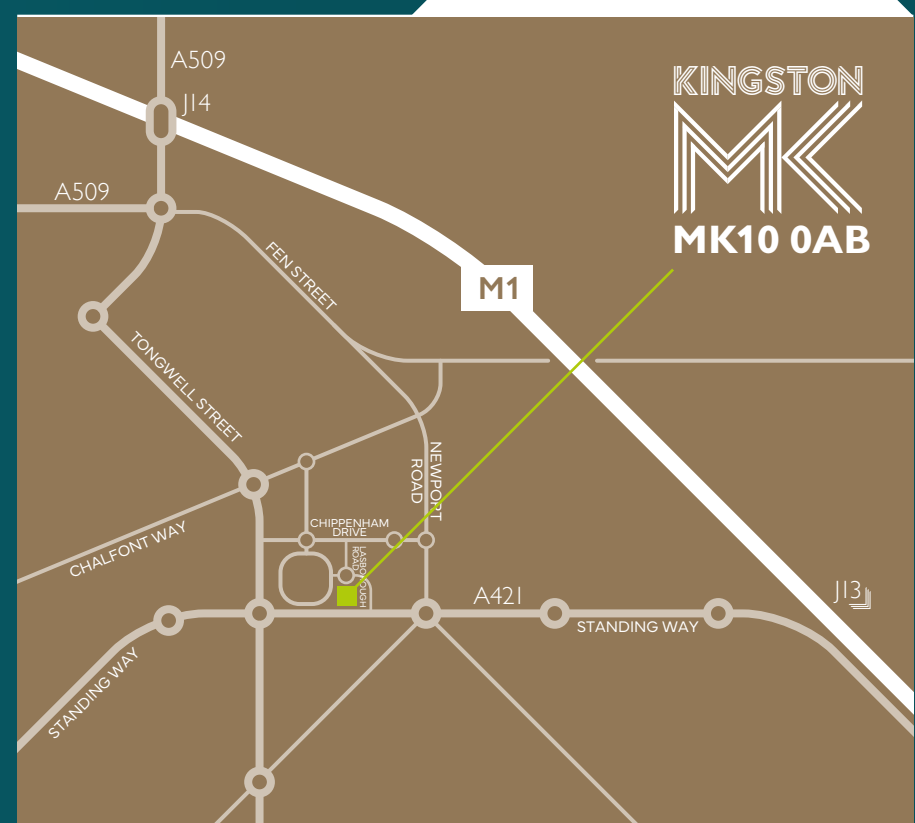 A509
J14
KINGSTON
MK
MK10 0AB
A509
FEN STREET
M1
TONGWELL STREET
NEWPORT
ROAD
CHIPPENHAM
DRIVE
CHALFONT WAY
LASBOROUGH
ROAD
A421
J13
STANDING WAY
STANDING WAY